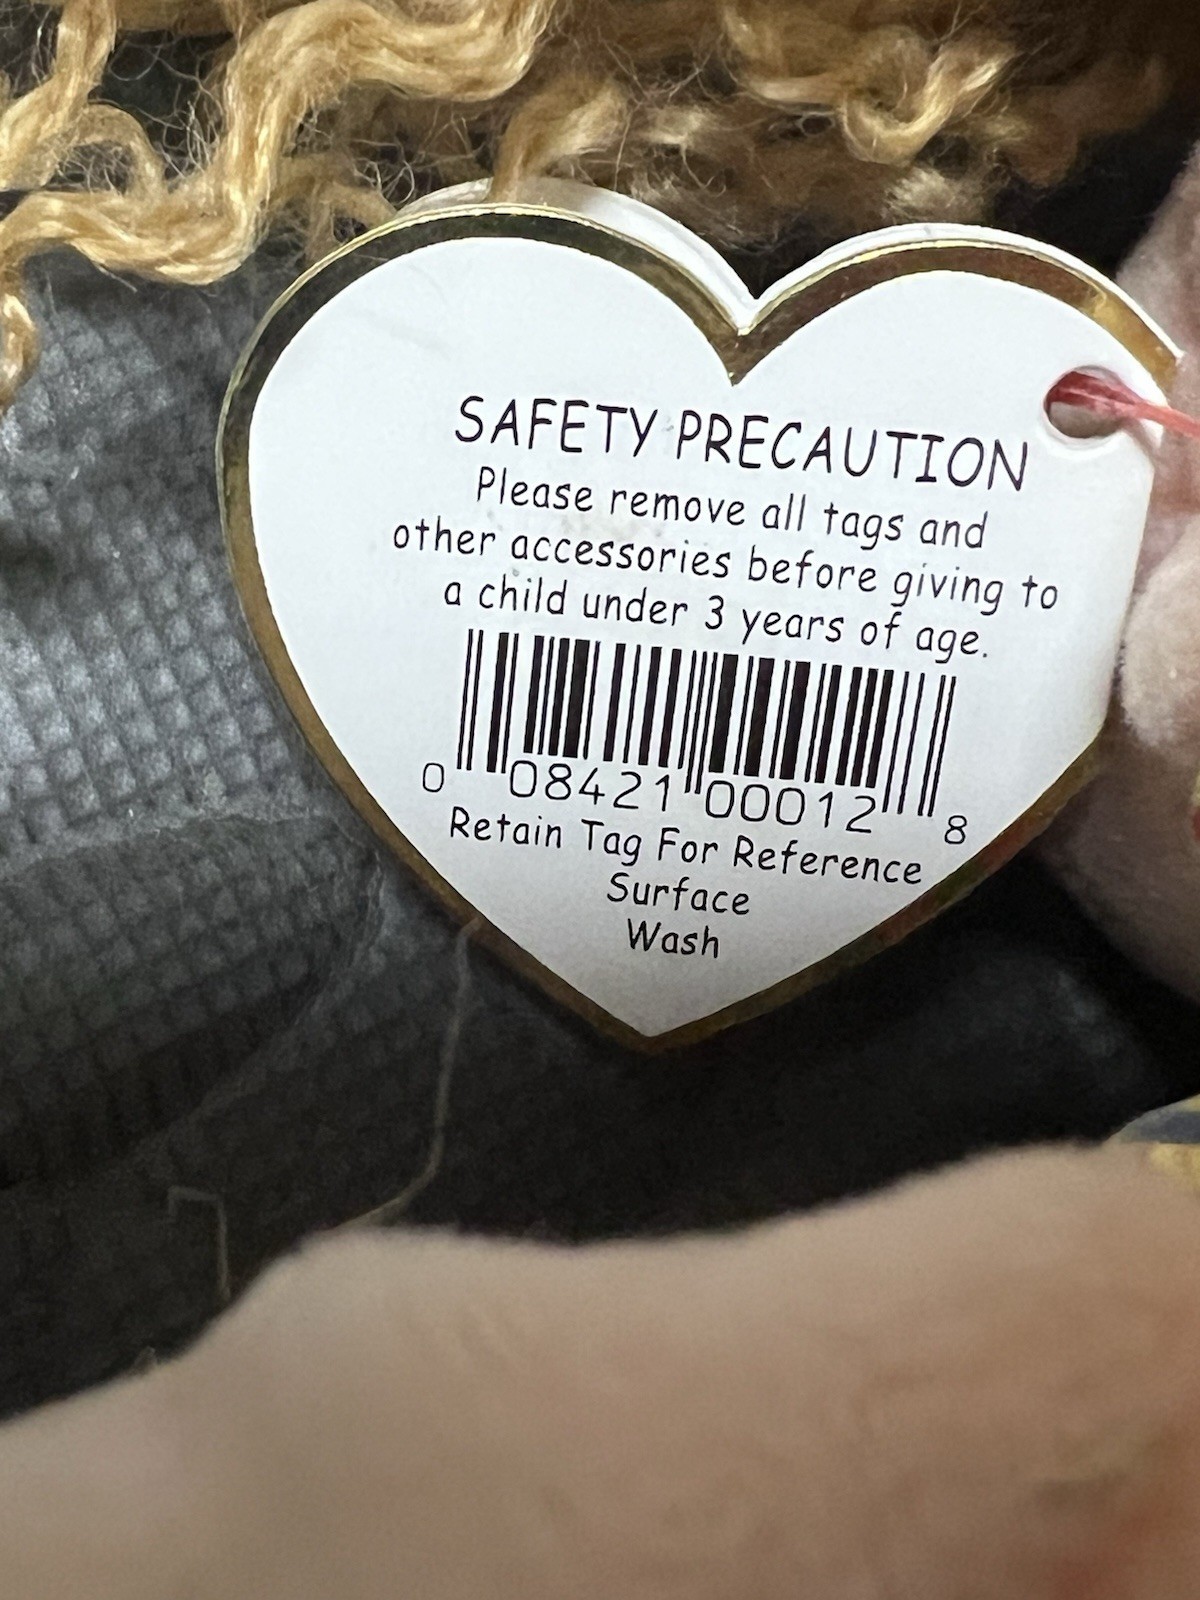 SAFETY PRECAUTION
Please remove all tags and
other accessories before giving to
a child under 3 years of age.
0 08421 00012 8
Retain Tag For Reference
Surface
Wash